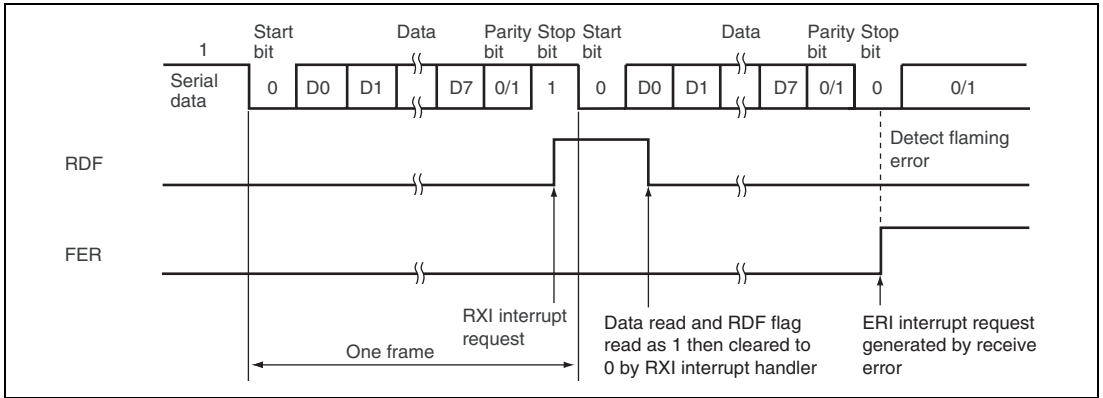 Start bit
Data
Parity bit
Stop bit
Start bit
Data
Parity bit
Stop bit
1
Serial data
0
D0
D1
D7
0/1
1
0
D0
D1
D7
0/1
0
0/1
Detect flaming error
RDF
FER
RXI interrupt request
Data read and RDF flag
read as 1 then cleared to
0 by RXI interrupt handler
ERI interrupt request
generated by receive
error
One frame